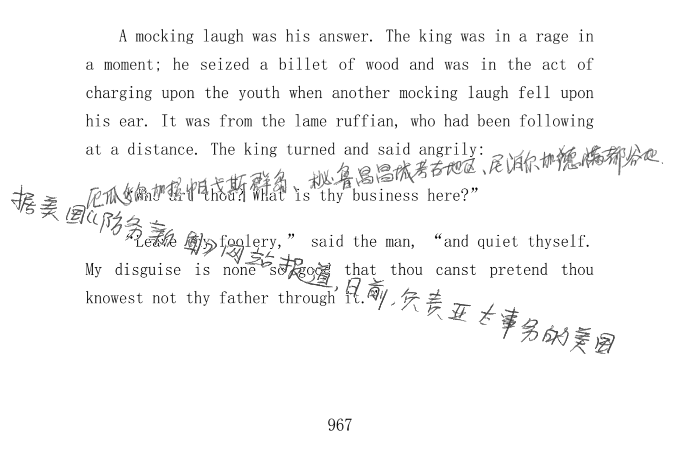 A mocking laugh was his answer. The king was in a rage in
a moment; he seized a billet of wood and was in the act of
charging upon the youth when another mocking laugh fell upon
his ear. It was from the lame ruffian, who had been following
at a distance. The king turned and said angrily:
厄瓜多尔加拉帕戈斯群岛、秘鲁昌昌城考古地区、尼泊尔加德满都谷地.
thou? What is thy business here?”
据美国《防务新闻》网站报道,日前,负责亚太事务的美国
“Leave foolery,” said the man, “and quiet thyself.
My disguise is none so good that thou canst pretend thou
knowest not thy father through it.”
967